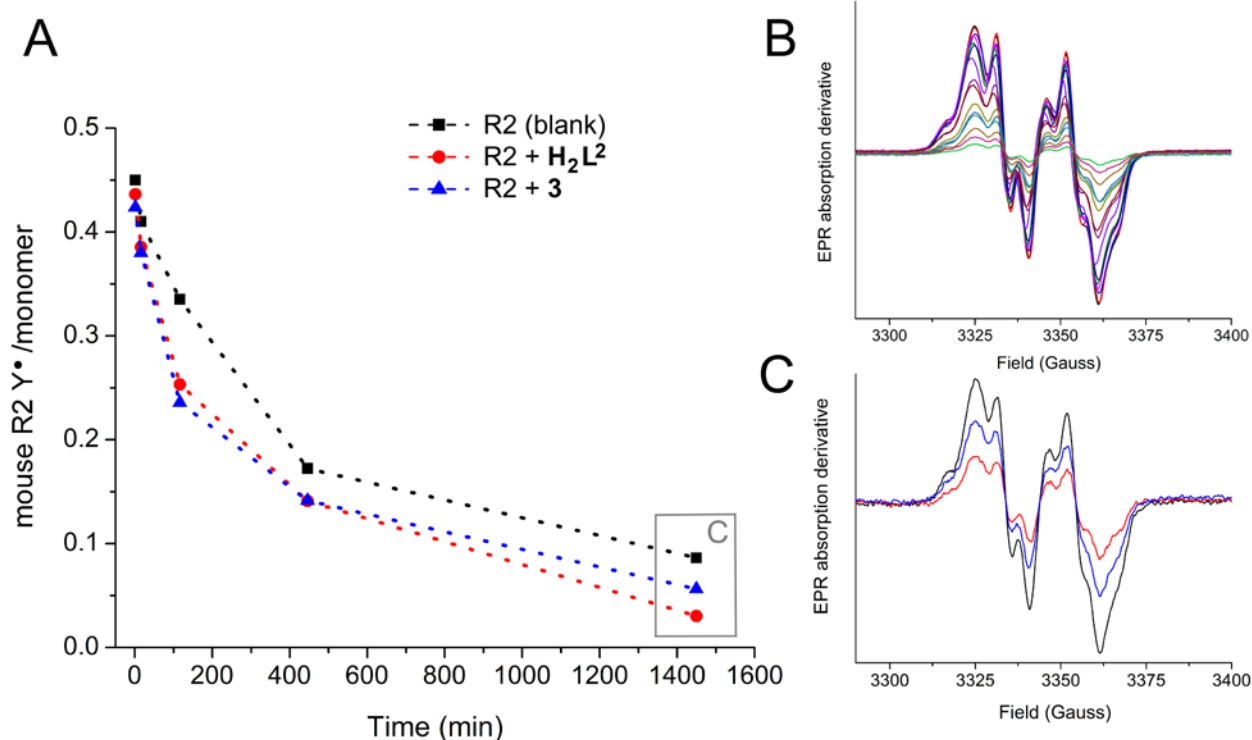 A
R2 (blank)
R2 + H₂L²
R2 + 3
mouse R2 Y• /monomer
0.5
0.4
0.3
0.2
0.1
0.0
C
0 200 400 600 800 1000 1200 1400 1600
Time (min)
B
EPR absorption derivative
3300 3325 3350 3375 3400
Field (Gauss)
C
EPR absorption derivative
3300 3325 3350 3375 3400
Field (Gauss)